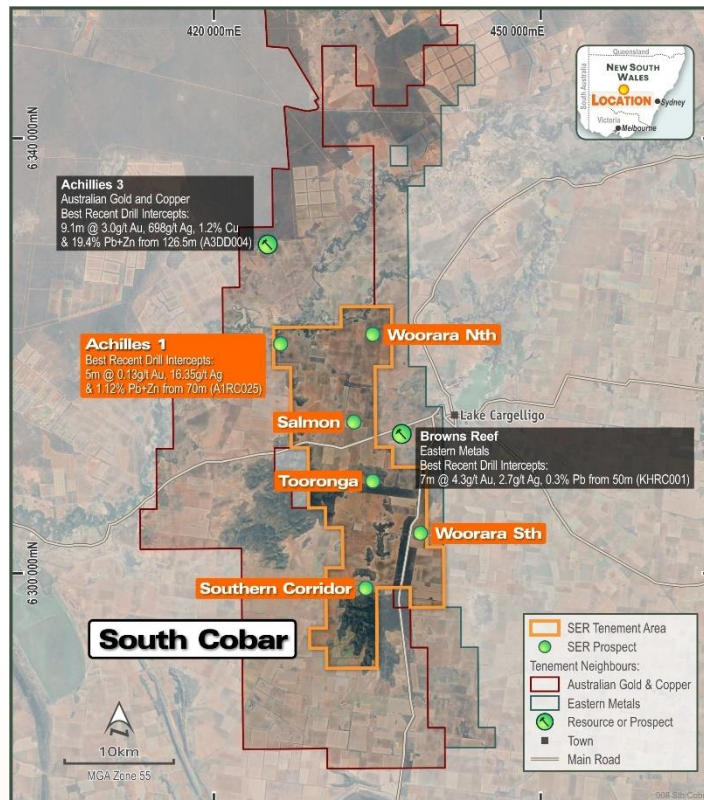 420 000mE
450 000mE
Queensland
South Australia
NEW SOUTH
WALES
LOCATION
Sydney
Victoria
Melbourne
6 340 000mN
Achillies 3
Australian Gold and Copper
Best Recent Drill Intercepts:
9.1m @ 3.0g/t Au, 698g/t Ag, 1.2% Cu
& 19.4% Pb+Zn from 126.5m (A3DD004)
Achilles 1
Best Recent Drill Intercepts:
5m @ 0.13g/t Au, 16.35g/t Ag
& 1.12% Pb+Zn from 70m (A1RC025)
Woorara Nth
Salmon
Lake Cargelligo
Browns Reef
Eastern Metals
Best Recent Drill Intercepts:
7m @ 4.3g/t Au, 2.7g/t Ag, 0.3% Pb from 50m (KHRC001)
Tooronga
Woorara Sth
6 300 000mN
Southern Corridor
South Cobar
10km
MGA Zone 55
SER Tenement Area
SER Prospect
Tenement Neighbours:
Australian Gold & Copper
Eastern Metals
Resource or Prospect
Town
Main Road